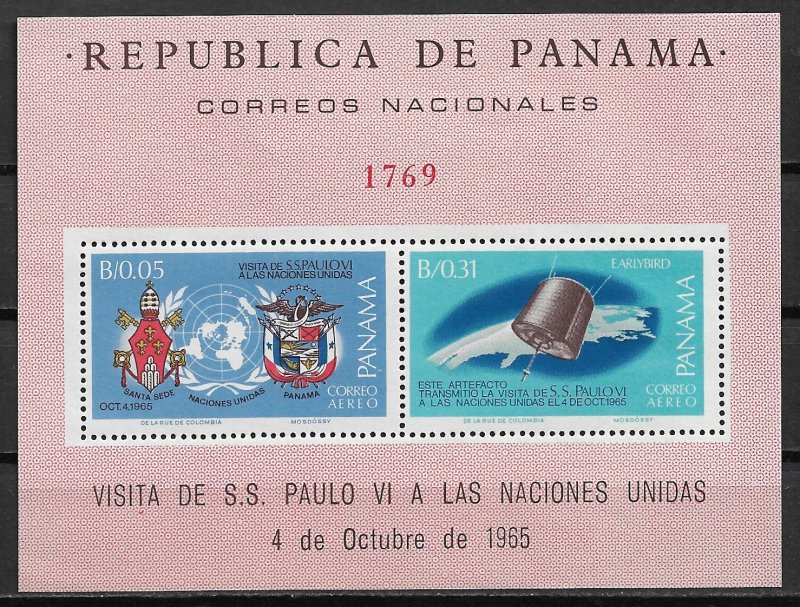 · REPUBLICA DE PANAMA ·
CORREOS NACIONALES
1769
B/0.05
VISITA DE S.S. PAULO VI
A LAS NACIONES UNIDAS
SANTA SEDE
NACIONES UNIDAS
PANAMA
OCT. 4, 1965
CORREO
AEREO
PANAMA
DE LA RUE DE COLOMBIA
MOSDÓSSY
B/0.31
EARLYBIRD
ESTE ARTEFACTO
TRANSMITIO LA VISITA DE S.S. PAULO VI.
A LAS NACIONES UNIDAS EL 4 DE OCT. 1965
CORREO
AEREO
PANAMA
DE LA RUE DE COLOMBIA
MOSDÓSSY
VISITA DE S.S. PAULO VI A LAS NACIONES UNIDAS
4 de Octubre de 1965